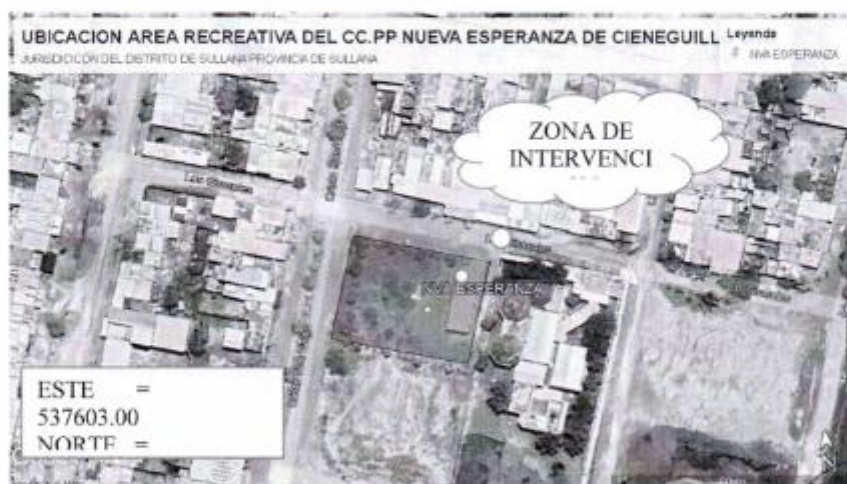 UBICACION AREA RECREATIVA DEL CC.PP NUEVA ESPERANZA DE CIENEGUILL
Leyenda
JURISDICICÓN DEL DISTRITO DE SULLANA PROVINCIA DE SULLANA
NVA ESPERANZA
ZONA DE
INTERVENCI
NVA ESPERANZA
ESTE =
537603.00
NORTE =